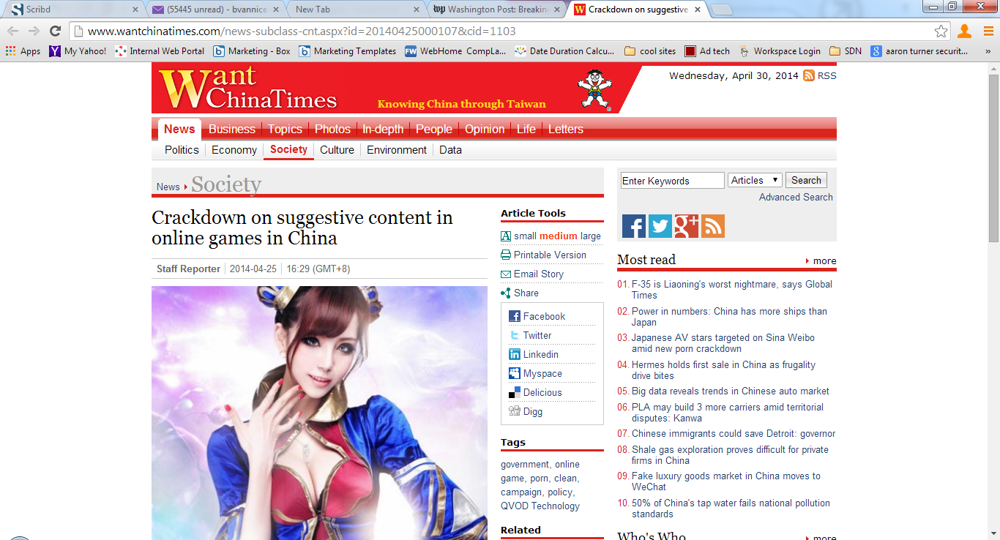 Scribd
(55445 unread) - bvannice
New Tab
Washington Post: Breakin
Crackdown on suggestive
www.wantchinatimes.com/news-subclass-cnt.aspx?id=20140425000107&cid=1103
Apps
My Yahoo!
Internal Web Portal
Marketing - Box
Marketing Templates
WebHome CompLa...
Date Duration Calcu...
cool sites
Ad tech
Workspace Login
SDN
aaron turner securit...
»
Want
ChinaTimes
Knowing China through Taiwan
Wednesday, April 30, 2014 RSS
News Business Topics Photos In-depth People Opinion Life Letters
Politics Economy Society Culture Environment Data
News Society
Crackdown on suggestive content in
online games in China
Staff Reporter 2014-04-25 16:29 (GMT+8)
Article Tools
small medium large
Printable Version
Email Story
Share
Facebook
Twitter
Linkedin
Myspace
Delicious
Digg
Tags
government, online
game, porn, clean,
campaign, policy,
QVOD Technology
Related
Enter Keywords Articles Search
Advanced Search
Most read more
01. F-35 is Liaoning's worst nightmare, says Global
Times
02. Power in numbers: China has more ships than
Japan
03. Japanese AV stars targeted on Sina Weibo
amid new porn crackdown
04. Hermes holds first sale in China as frugality
drive bites
05. Big data reveals trends in Chinese auto market
06. PLA may build 3 more carriers amid territorial
disputes: Kanwa
07. Chinese immigrants could save Detroit: governor
08. Shale gas exploration proves difficult for private
firms in China
09. Fake luxury goods market in China moves to
WeChat
10. 50% of China's tap water fails national pollution
standards
Who's Who more